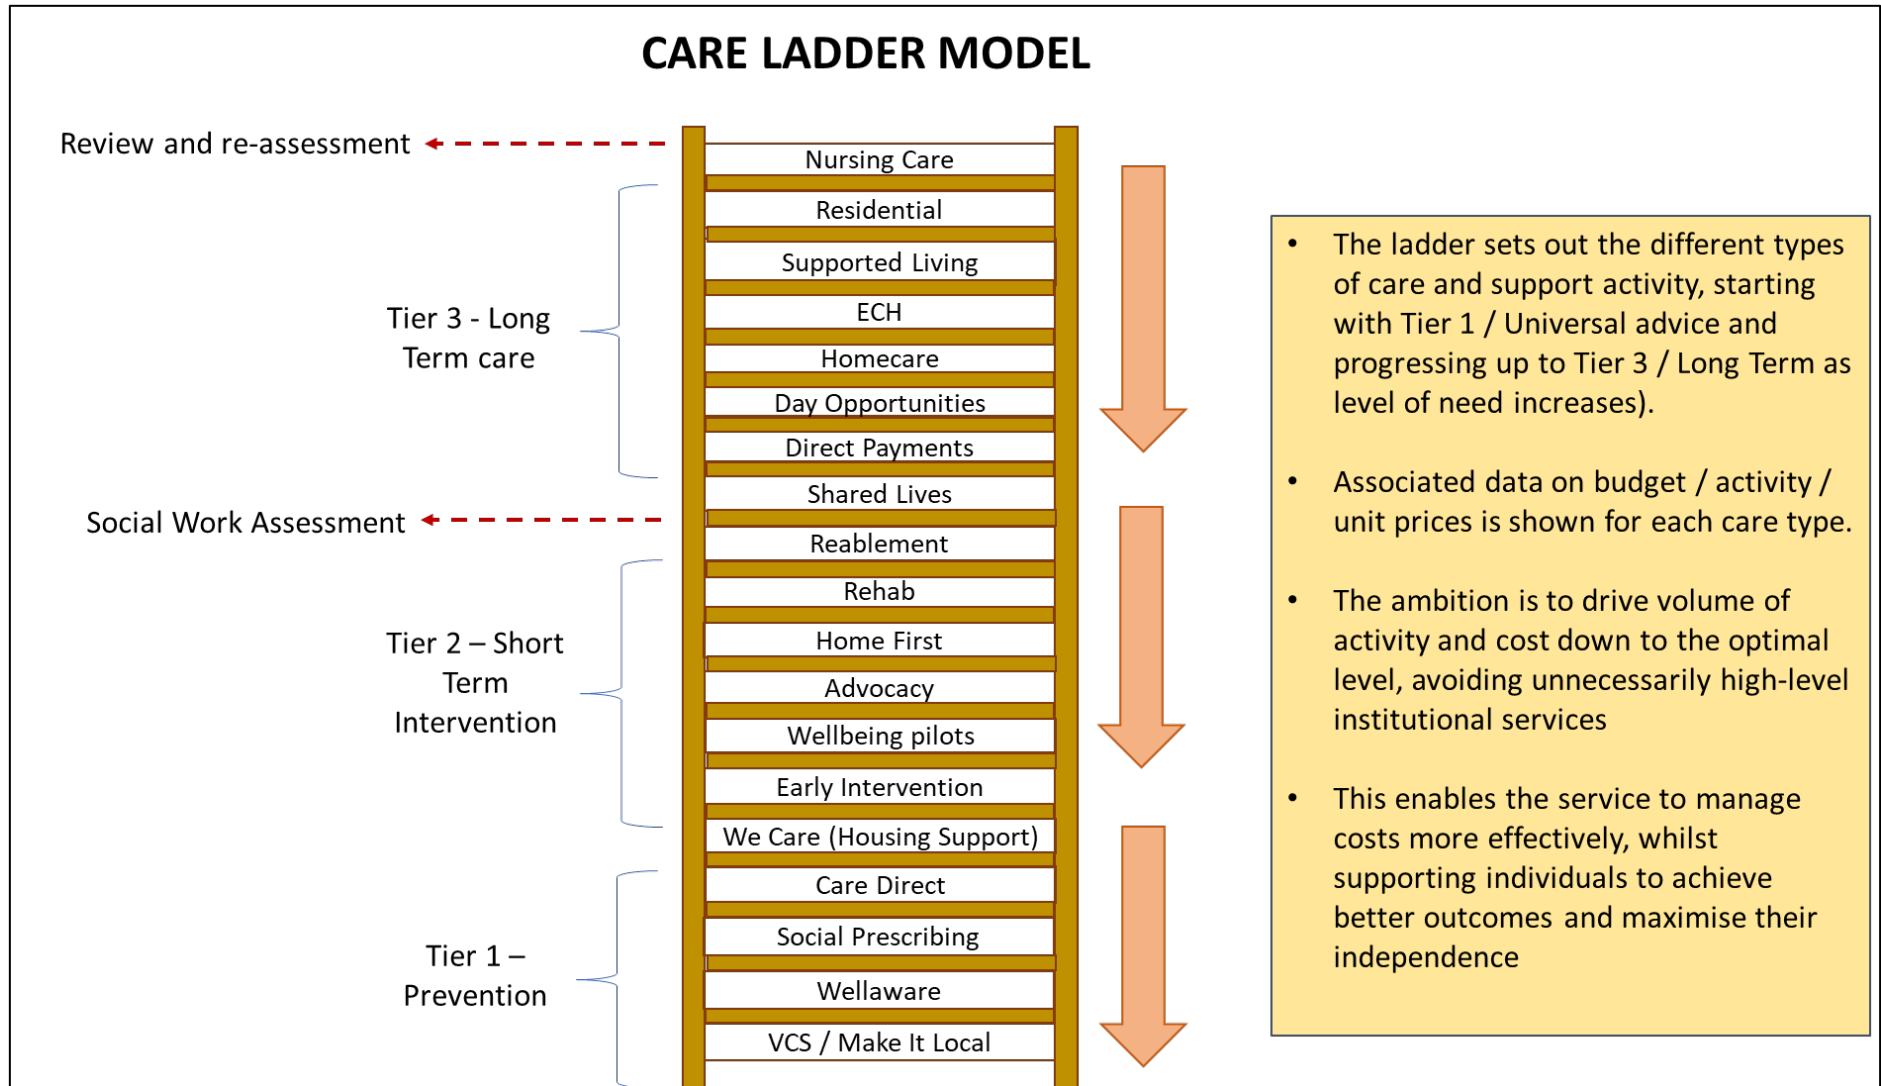 CARE LADDER MODEL
Review and re-assessment
Nursing Care
Residential
Supported Living
ECH
Homecare
Day Opportunities
Direct Payments
Shared Lives
Tier 3 - Long
Term care
Social Work Assessment
Reablement
Rehab
Home First
Advocacy
Wellbeing pilots
Early Intervention
We Care (Housing Support)
Tier 2 – Short
Term
Intervention
Care Direct
Social Prescribing
Wellaware
VCS / Make It Local
Tier 1 –
Prevention
• The ladder sets out the different types
of care and support activity, starting
with Tier 1 / Universal advice and
progressing up to Tier 3 / Long Term as
level of need increases).
• Associated data on budget / activity /
unit prices is shown for each care type.
• The ambition is to drive volume of
activity and cost down to the optimal
level, avoiding unnecessarily high-level
institutional services
• This enables the service to manage
costs more effectively, whilst
supporting individuals to achieve
better outcomes and maximise their
independence